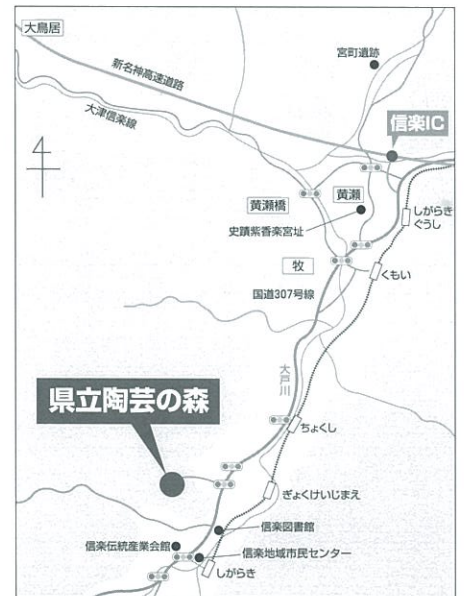 大鳥居
新名神高速道路
宮町遺跡
大津信楽線
信楽IC
黄瀬橋
黄瀬
史蹟紫香楽宮址
しがらき
ぐうし
牧
くもい
国道307号線
大戸川
県立陶芸の森
ちょくし
ぎょくけいじまえ
信楽図書館
信楽伝統産業会館
信楽地域市民センター
しがらき